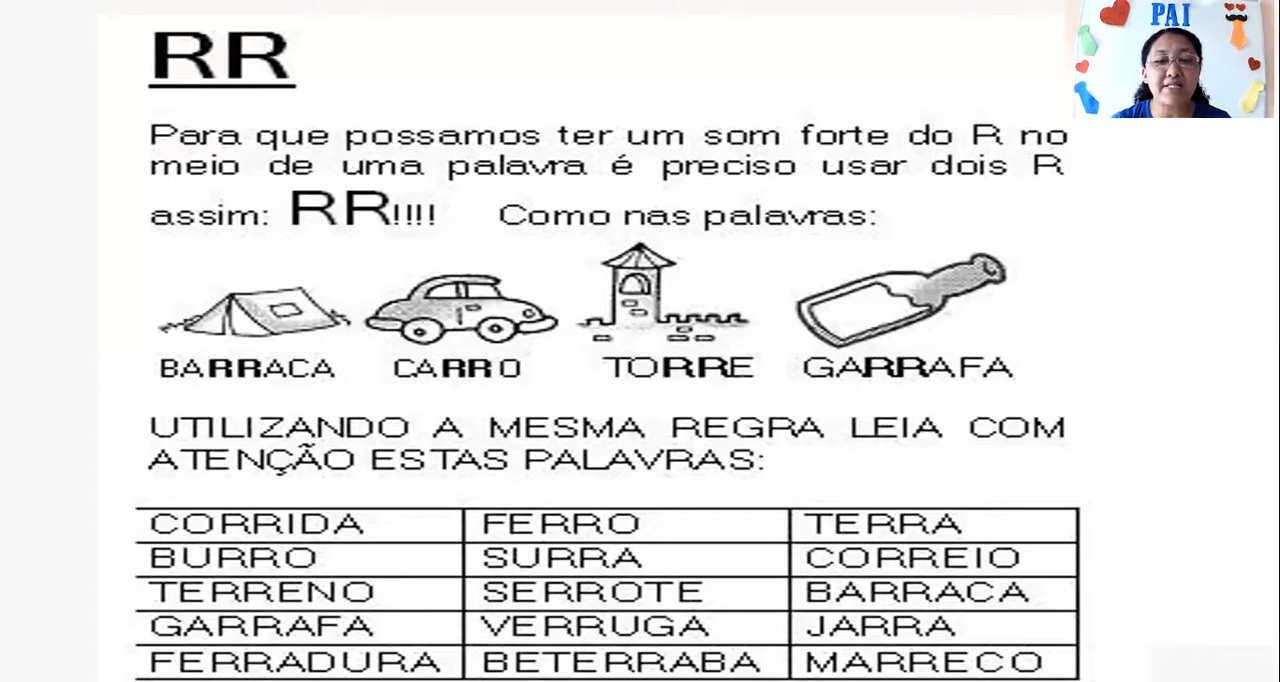 RR
PAI
Para que possamos ter um som forte do R no
meio de uma palavra é preciso usar dois R
assim: RR!!!! Como nas palavras:
BARRACA CARRO TORRE GARRAFA
UTILIZANDO A MESMA REGRA LEIA COM
ATENÇÃO ESTAS PALAVRAS:
CORRIDA FERRO TERRA
BURRO SURRA CORREIO
TERRENO SERROTE BARRACA
GARRAFA VERRUGA JARRA
FERRADURA BETERRABA MARRECO